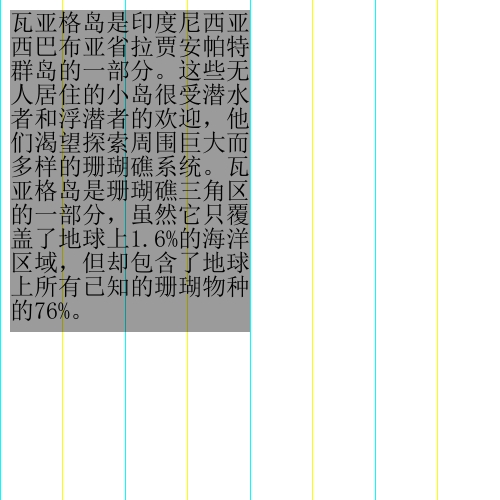 瓦亚格岛是印度尼西亚
西巴布亚省拉贾安帕特
群岛的一部分。这些无
人居住的小岛很受潜水
者和浮潜者的欢迎，他
们渴望探索周围巨大而
多样的珊瑚礁系统。瓦
亚格岛是珊瑚礁三角区
的一部分，虽然它只覆
盖了地球上1.6%的海洋
区域，但却包含了地球
上所有已知的珊瑚物种
的76%。